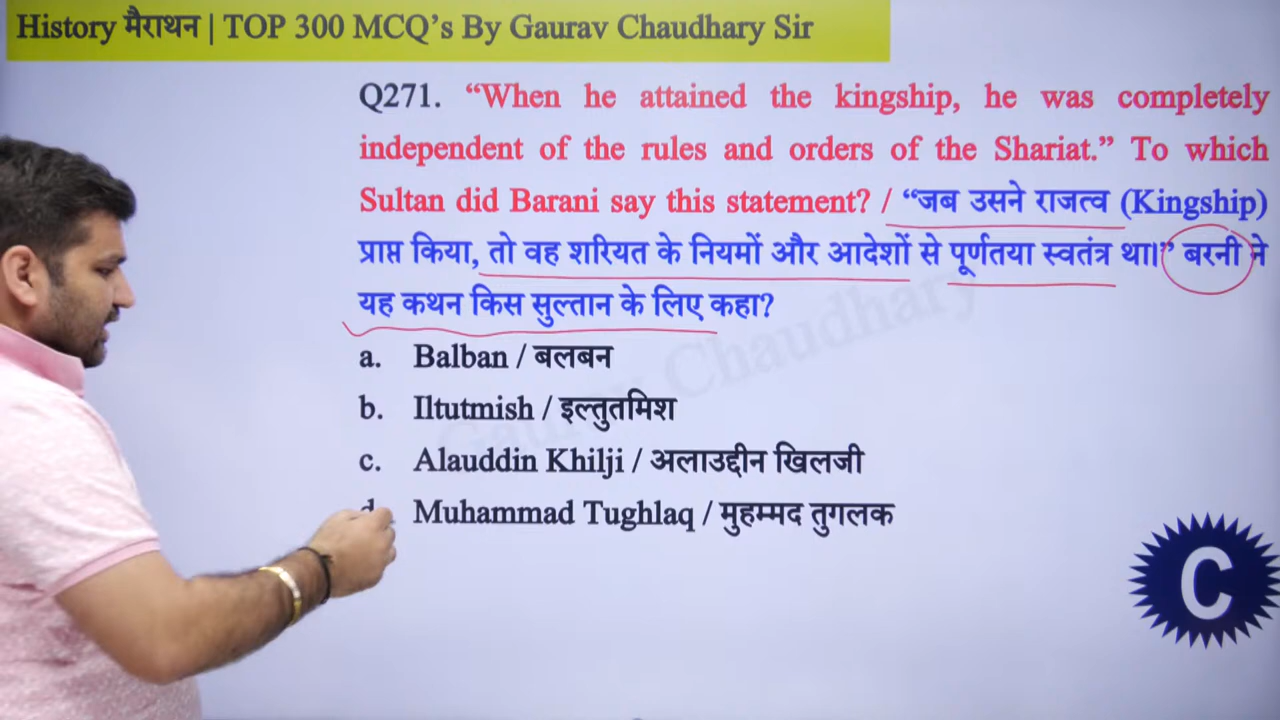 History मैराथन | TOP 300 MCQ’s By Gaurav Chaudhary Sir
Q271. “When he attained the kingship, he was completely
independent of the rules and orders of the Shariat.” To which
Sultan did Barani say this statement? / “जब उसने राजत्व (Kingship)
प्राप्त किया, तो वह शरियत के नियमों और आदेशों से पूर्णतया स्वतंत्र था।” बरनी ने
यह कथन किस सुल्तान के लिए कहा?
a. Balban / बलबन
b. Iltutmish / इल्तुतमिश
c. Alauddin Khilji / अलाउद्दीन खिलजी
Muhammad Tughlaq / मुहम्मद तुगलक
C
Gaurav Chaudhary